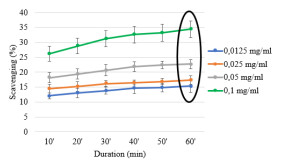 40
35
30
25
20
15
10
5
0
Scavenging (%)
10' 20' 30' 40' 50' 60'
Duration (min)
0,0125 mg/ml
0,025 mg/ml
0,05 mg/ml
0,1 mg/ml